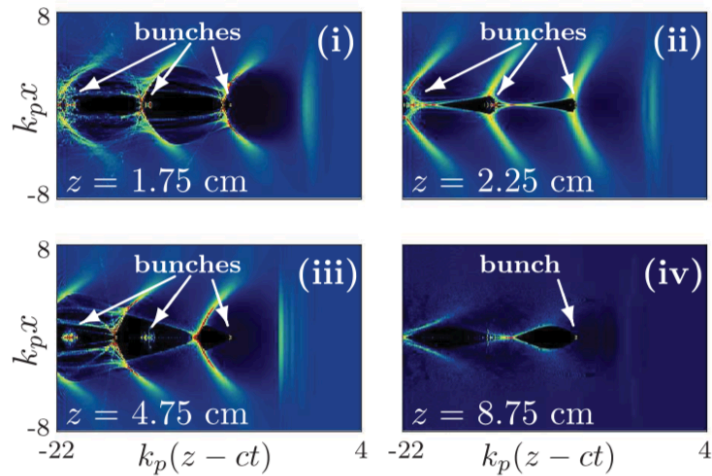 8
bunches
(i)
k_p x
z = 1.75 cm
-8
bunches
(ii)
z = 2.25 cm
8
bunches
(iii)
k_p x
z = 4.75 cm
-8
bunch
(iv)
z = 8.75 cm
-22
k_p(z − ct)
4
-22
k_p(z − ct)
4